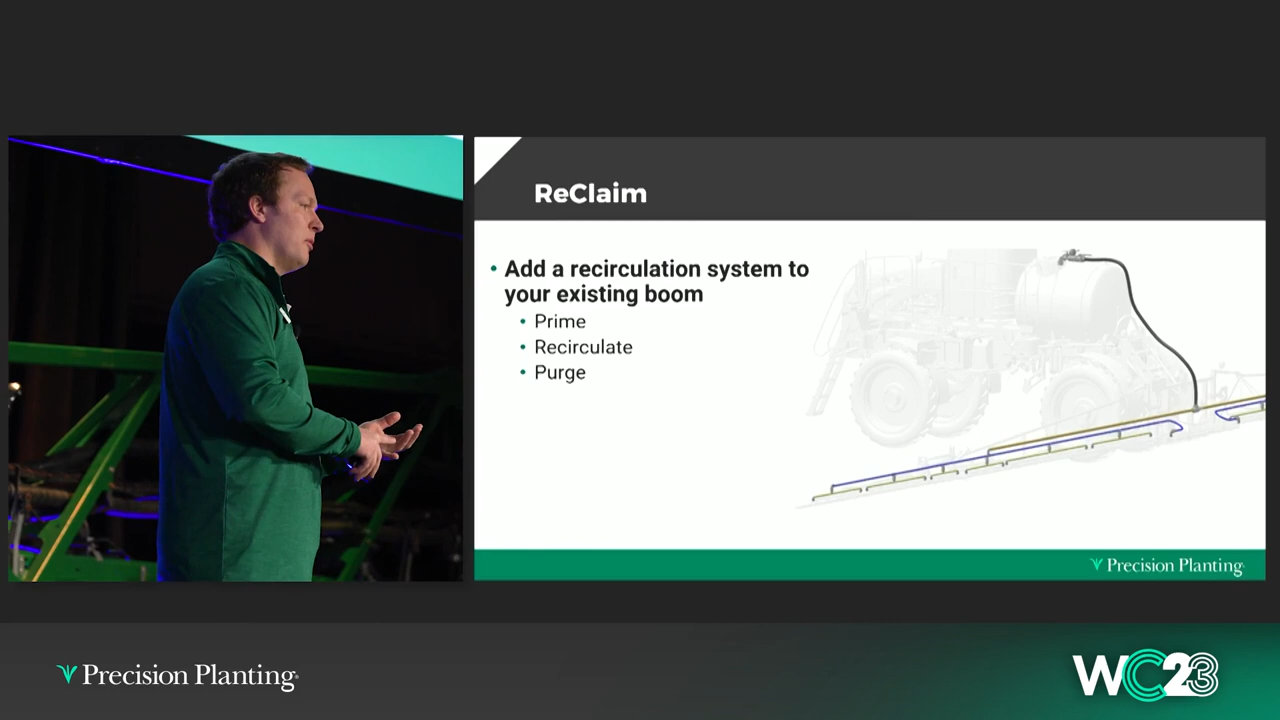 ReClaim
• Add a recirculation system to
your existing boom
• Prime
• Recirculate
• Purge
Precision Planting
Precision Planting
WC23